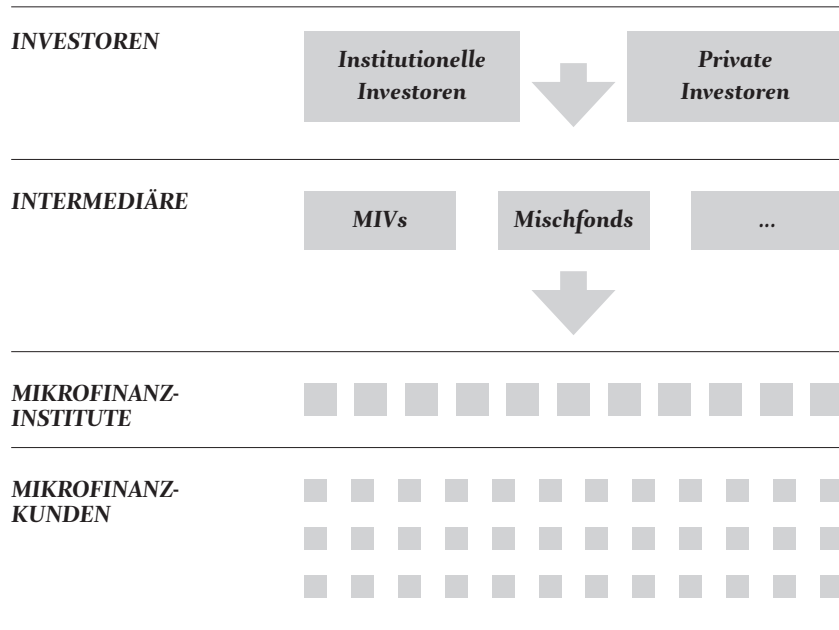 INVESTOREN
Institutionelle
Investoren
Private
Investoren
INTERMEDIÄRE
MIVs
Mischfonds
...
MIKROFINANZ-
INSTITUTE
MIKROFINANZ-
KUNDEN